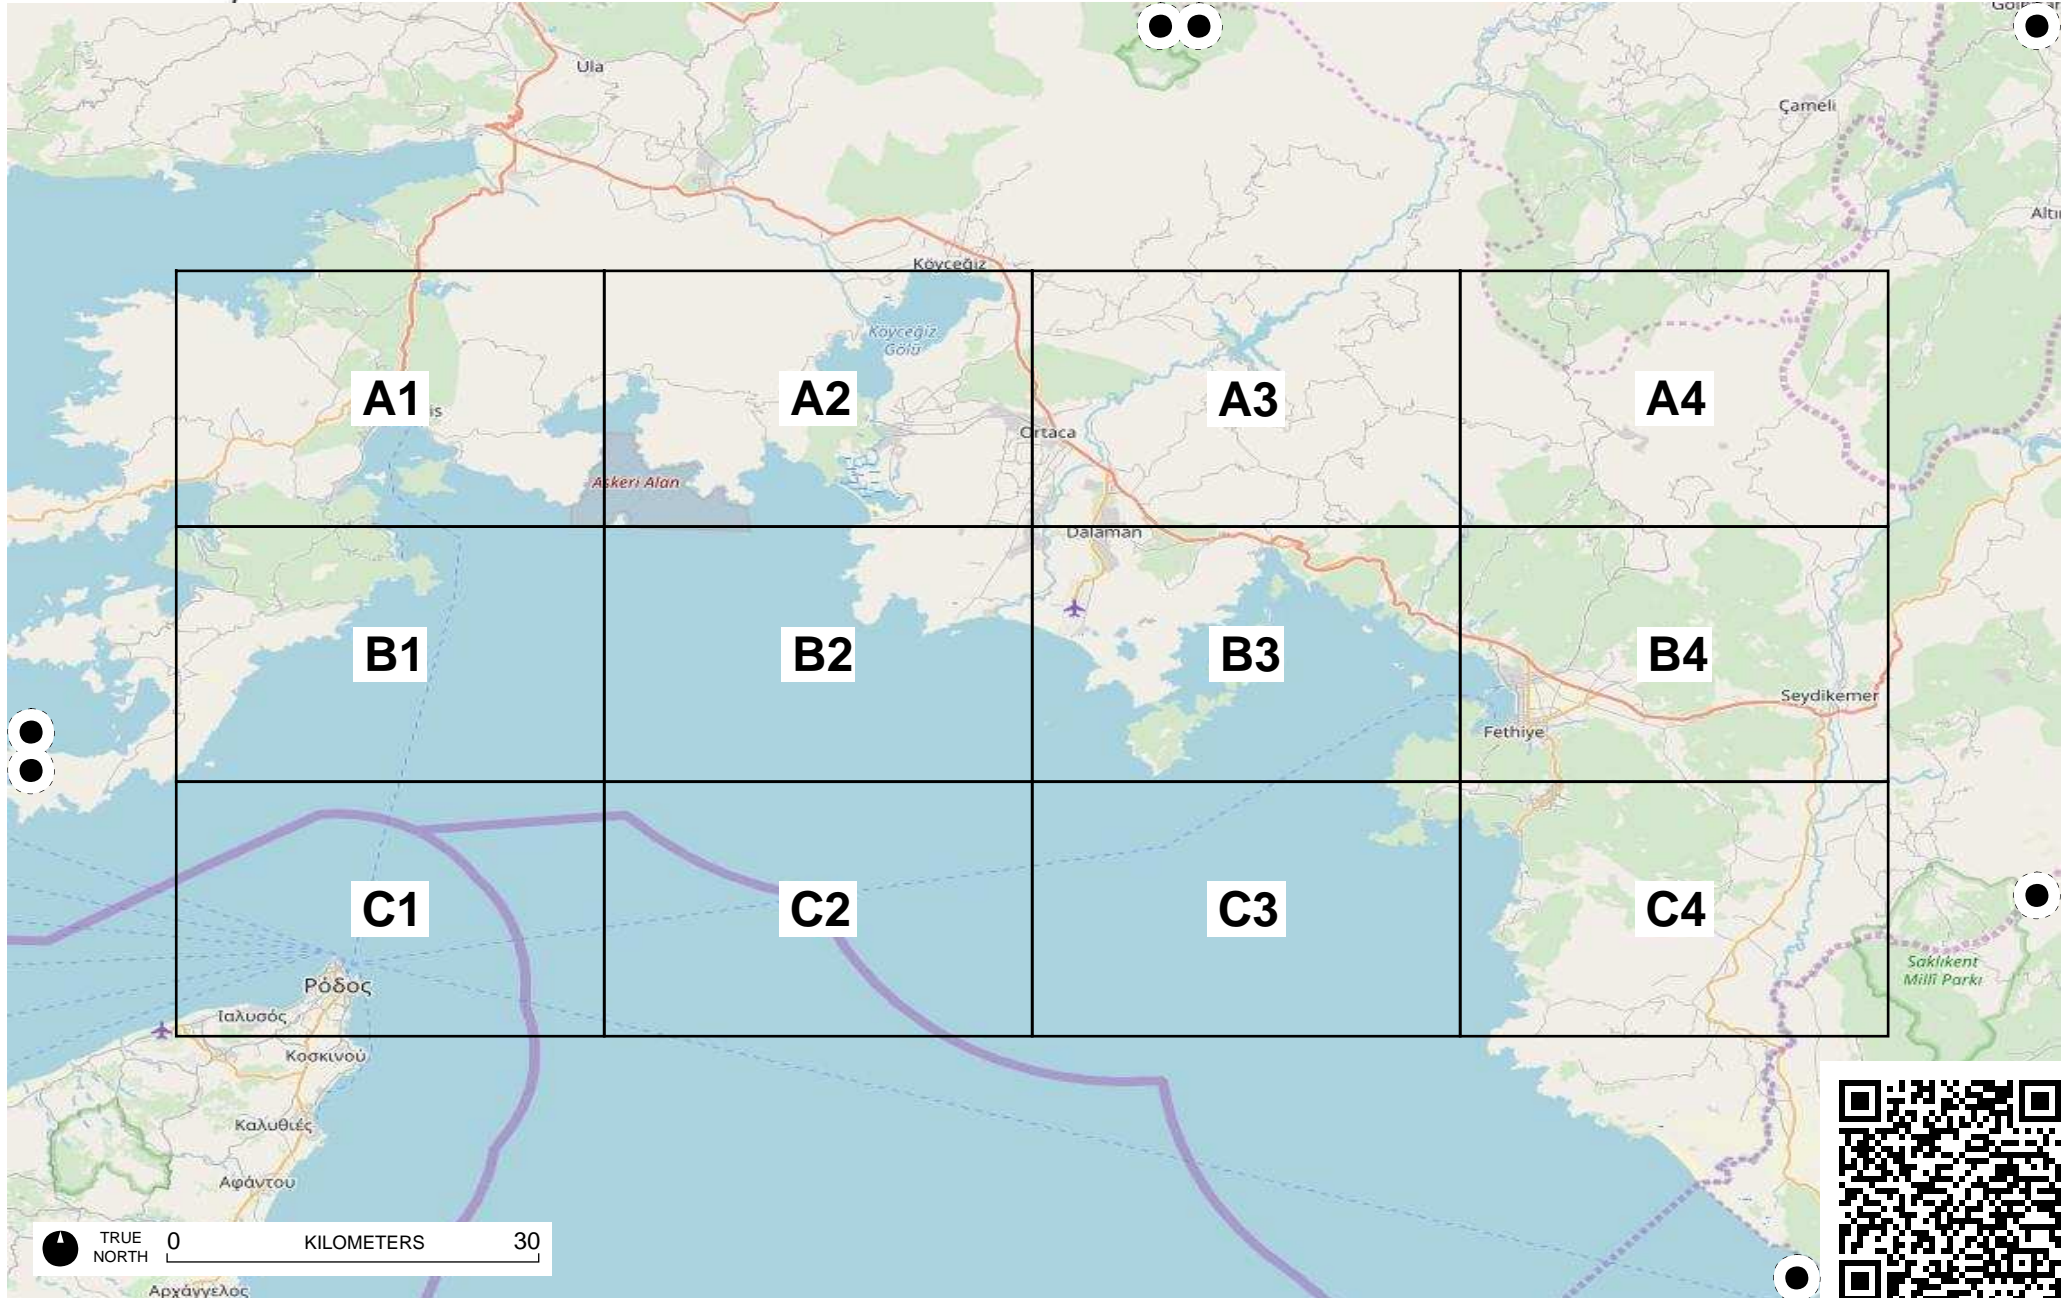 Ula
Çameli
Köyceğiz
Köyceğiz
Gölü
A1
A2
A3
A4
Ortaca
Askeri Alan
Dalaman
B1
B2
B3
B4
Seydikemer
Fethiye
C1
C2
C3
C4
Saklıkent
Milli Parkı
Ρόδος
Ιαλυσός
Κοσκινού
Καλυθιές
Αφάντου
TRUE
NORTH
0
KILOMETERS
30
Αρχάγγελος